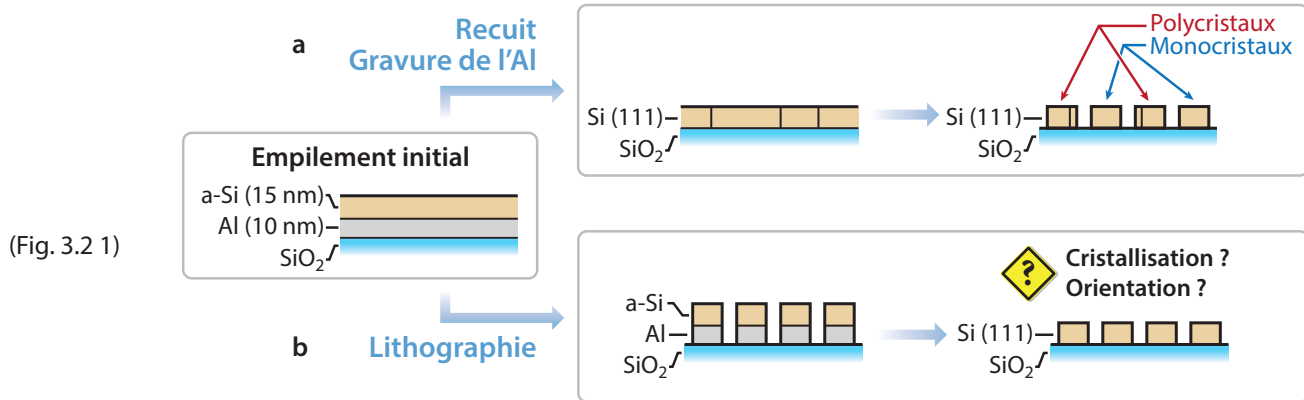 a
Recuit
Gravure de l'Al
Polycristaux
Monocristaux
Si (111)
SiO2
Si (111)
SiO2
Empilement initial
a-Si (15 nm)
Al (10 nm)
SiO2
(Fig. 3.2 1)
b
Lithographie
a-Si
Al
SiO2
?
Cristallisation ?
Orientation ?
Si (111)
SiO2